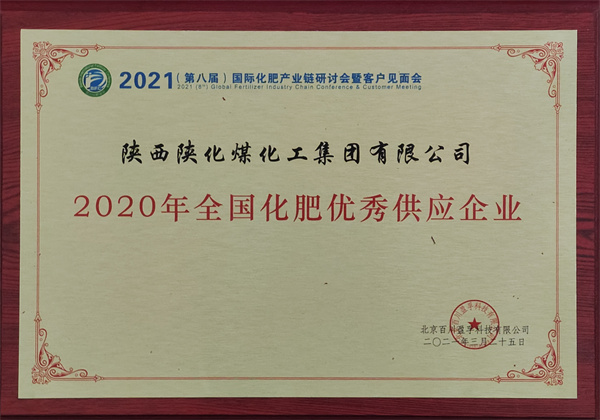 2021(第八届)国际化肥产业链研讨会暨客户见面会
2021 (8th) Global Fertilizer Industry Chain Conference & Customer Meeting
陕西陕化煤化工集团有限公司
2020年全国化肥优秀供应企业
北京百川盈孚科技有限公司
二〇二一年三月二十五日